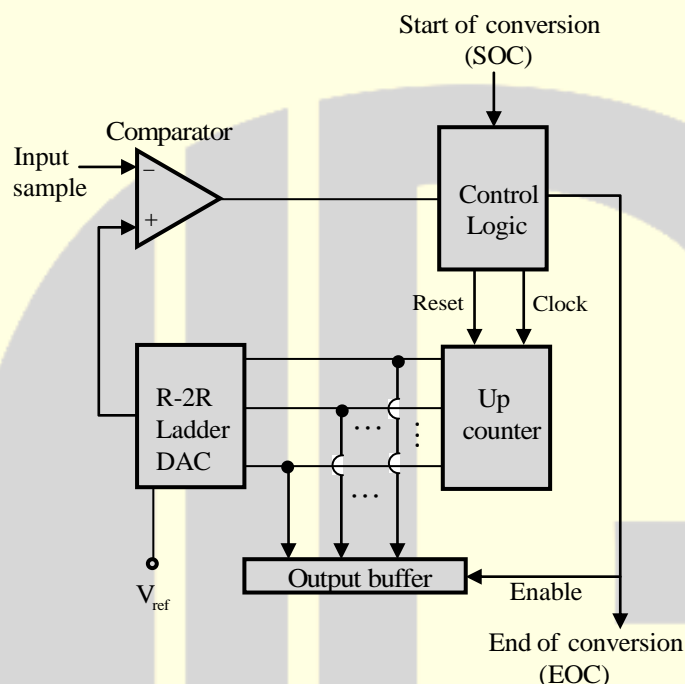 Start of conversion
(SOC)
Comparator
Input
sample
−
+
Control
Logic
Reset
Clock
R-2R
Ladder
DAC
Up
counter
...
...
...
V_ref
Output buffer
Enable
End of conversion
(EOC)